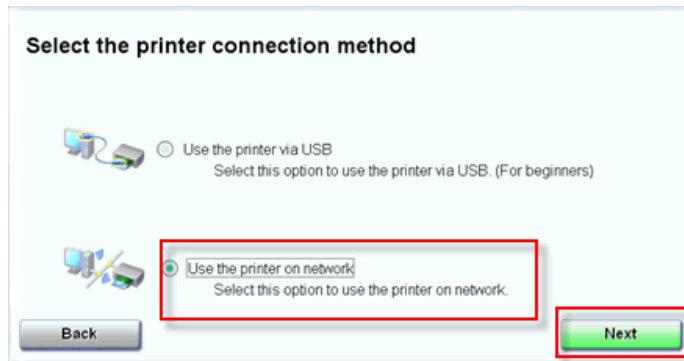 Select the printer connection method
Use the printer via USB
Select this option to use the printer via USB. (For beginners)
Use the printer on network
Select this option to use the printer on network.
Back
Next